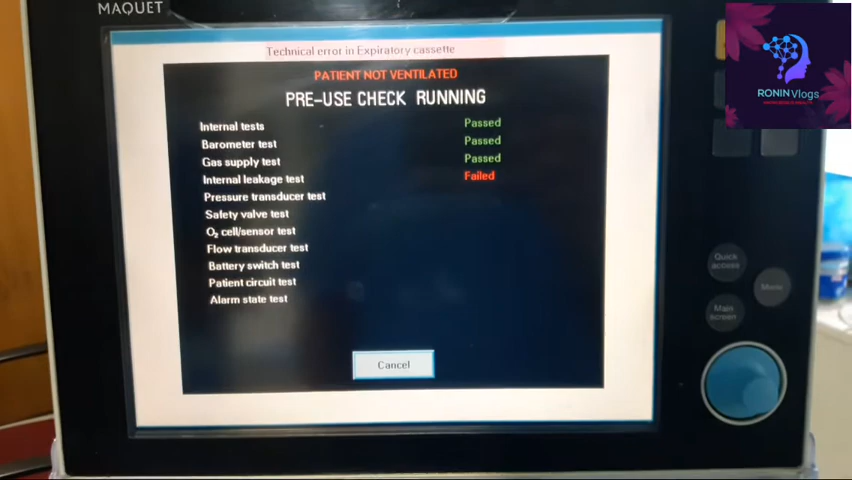 MAQUET
Technical error in Expiratory cassette
PATIENT NOT VENTILATED
PRE-USE CHECK RUNNING
Internal tests Passed
Barometer test Passed
Gas supply test Passed
Internal leakage test Failed
Pressure transducer test
Safety valve test
O₂ cell/sensor test
Flow transducer test
Battery switch test
Patient circuit test
Alarm state test
Cancel
RONIN Vlogs
Quick access
Menu
Main screen